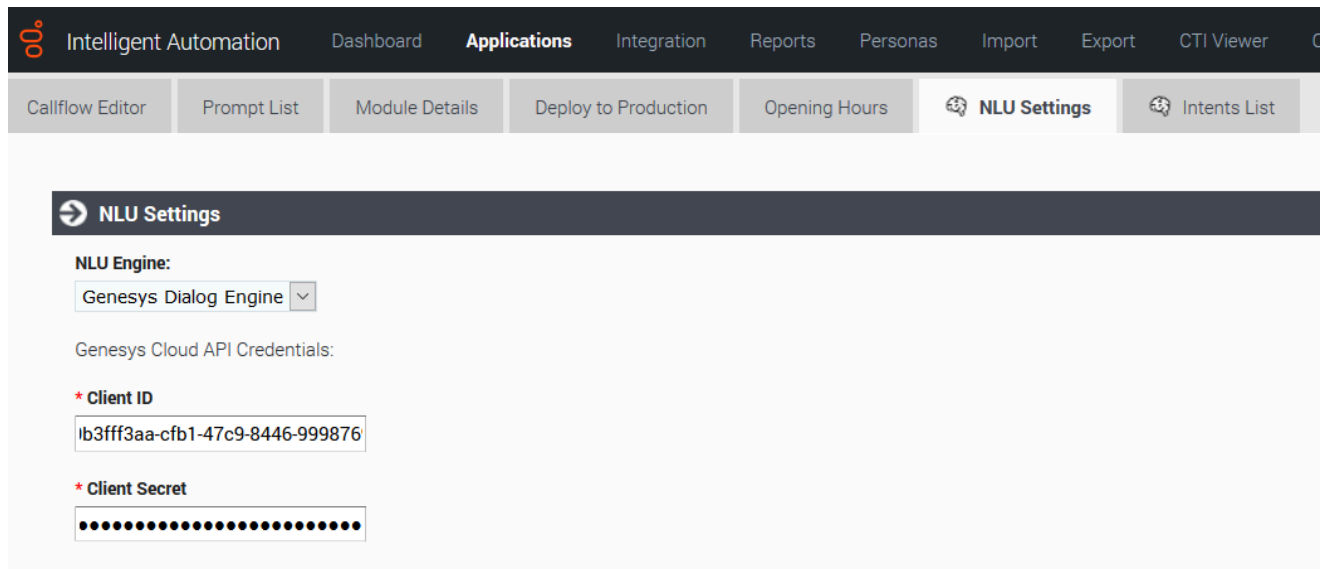 Intelligent Automation Dashboard Applications Integration Reports Personas Import Export CTI Viewer
Callflow Editor Prompt List Module Details Deploy to Production Opening Hours NLU Settings Intents List
NLU Settings
NLU Engine:
Genesys Dialog Engine
Genesys Cloud API Credentials:
* Client ID
b3fff3aa-cfb1-47c9-8446-999876
* Client Secret